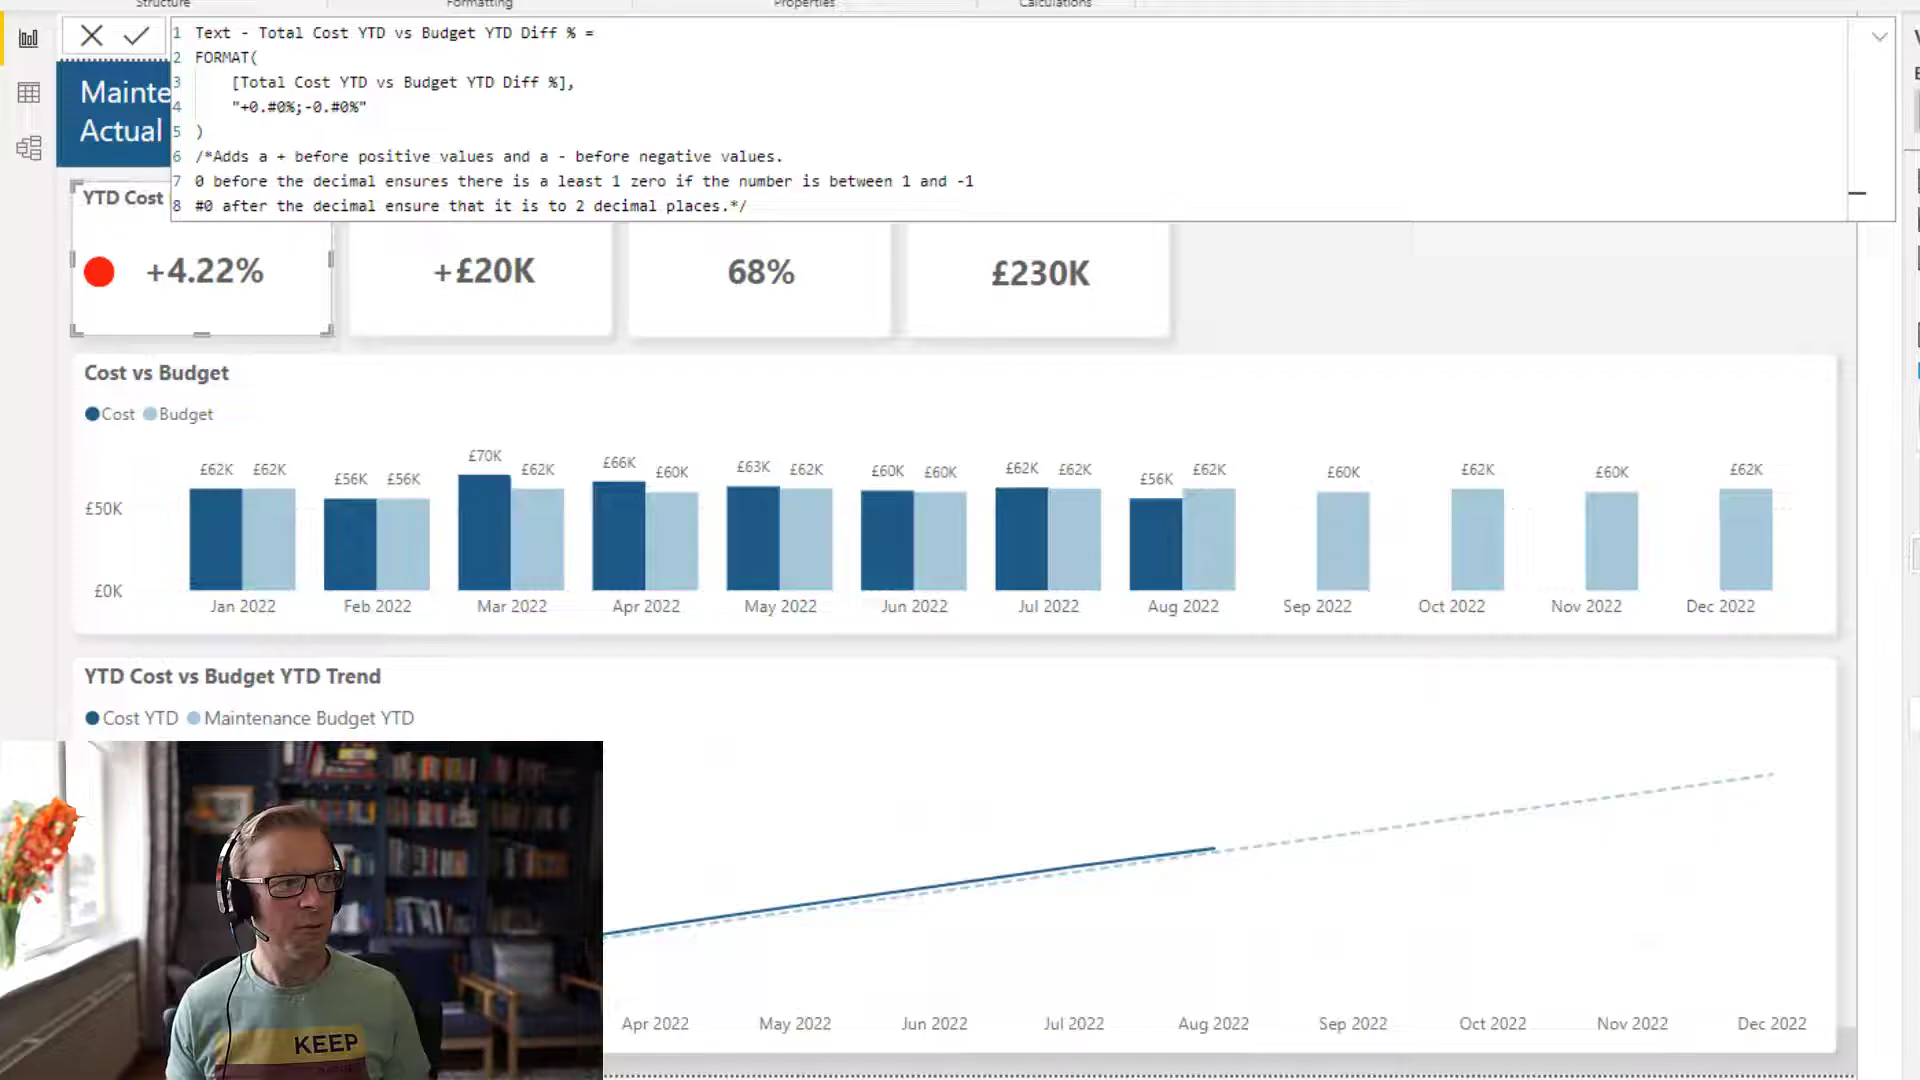 Structure
Formatting
Properties
Calculations
1 Text - Total Cost YTD vs Budget YTD Diff % =
2 FORMAT(
3 [Total Cost YTD vs Budget YTD Diff %],
4 "+0.#0%;-0.#0%"
5 )
6 /*Adds a + before positive values and a - before negative values.
7 0 before the decimal ensures there is a least 1 zero if the number is between 1 and -1
8 #0 after the decimal ensure that it is to 2 decimal places.*/
Mainte
Actual
YTD Cost
+4.22%
+£20K
68%
£230K
Cost vs Budget
Cost Budget
£62K £62K £56K £56K £70K £62K £66K £60K £63K £62K £60K £60K £62K £62K £56K £62K £60K £62K £60K £62K
£50K
£0K
Jan 2022 Feb 2022 Mar 2022 Apr 2022 May 2022 Jun 2022 Jul 2022 Aug 2022 Sep 2022 Oct 2022 Nov 2022 Dec 2022
YTD Cost vs Budget YTD Trend
Cost YTD Maintenance Budget YTD
Apr 2022 May 2022 Jun 2022 Jul 2022 Aug 2022 Sep 2022 Oct 2022 Nov 2022 Dec 2022
KEEP